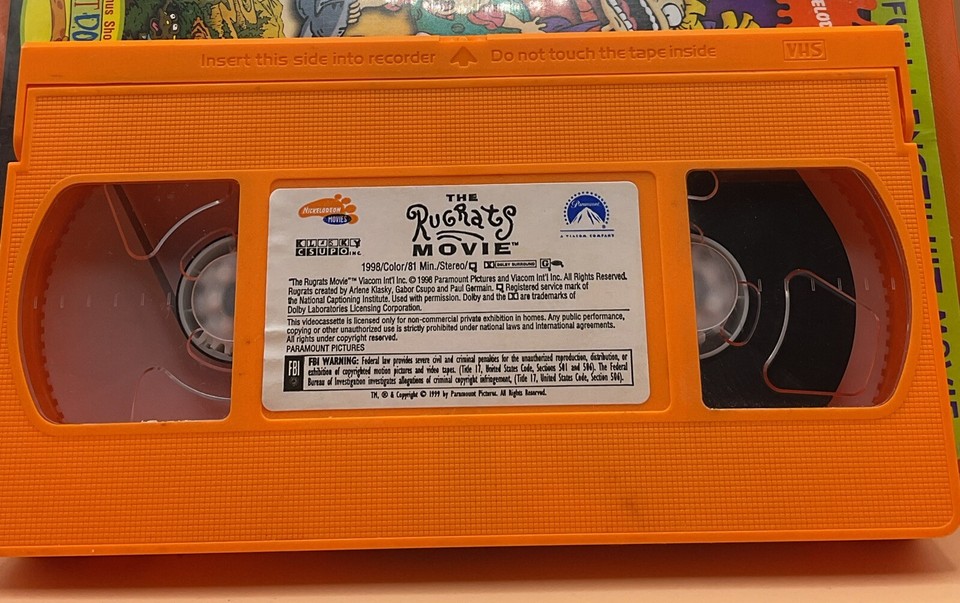 Insert this side into recorder Do not touch the tape inside VHS
NICKELODEON
MOVIES
THE
RUGRATS
MOVIE™
Paramount
A VIACOM COMPANY
KLASKY
CSUPO INC
1998/Color/81 Min./Stereo/ DOLBY SURROUND G
"The Rugrats Movie"™ Viacom Int'l Inc. © 1998 Paramount Pictures and Viacom Int'l Inc. All Rights Reserved.
Rugrats created by Arlene Klasky, Gabor Csupo and Paul Germain. Registered service mark of
the National Captioning Institute. Used with permission. Dolby and the are trademarks of
Dolby Laboratories Licensing Corporation.
This videocassette is licensed only for non-commercial private exhibition in homes. Any public performance,
copying or other unauthorized use is strictly prohibited under national laws and international agreements.
All rights under copyright reserved.
PARAMOUNT PICTURES
FBI FBI WARNING: Federal law provides severe civil and criminal penalties for the unauthorized reproduction, distribution, or
exhibition of copyrighted motion pictures and video tapes. (Title 17, United States Code, Sections 501 and 506). The Federal
Bureau of Investigation investigates allegations of criminal copyright infringement, (Title 17, United States Code, Section 506).
TM, ® & Copyright © 1999 by Paramount Pictures. All Rights Reserved.